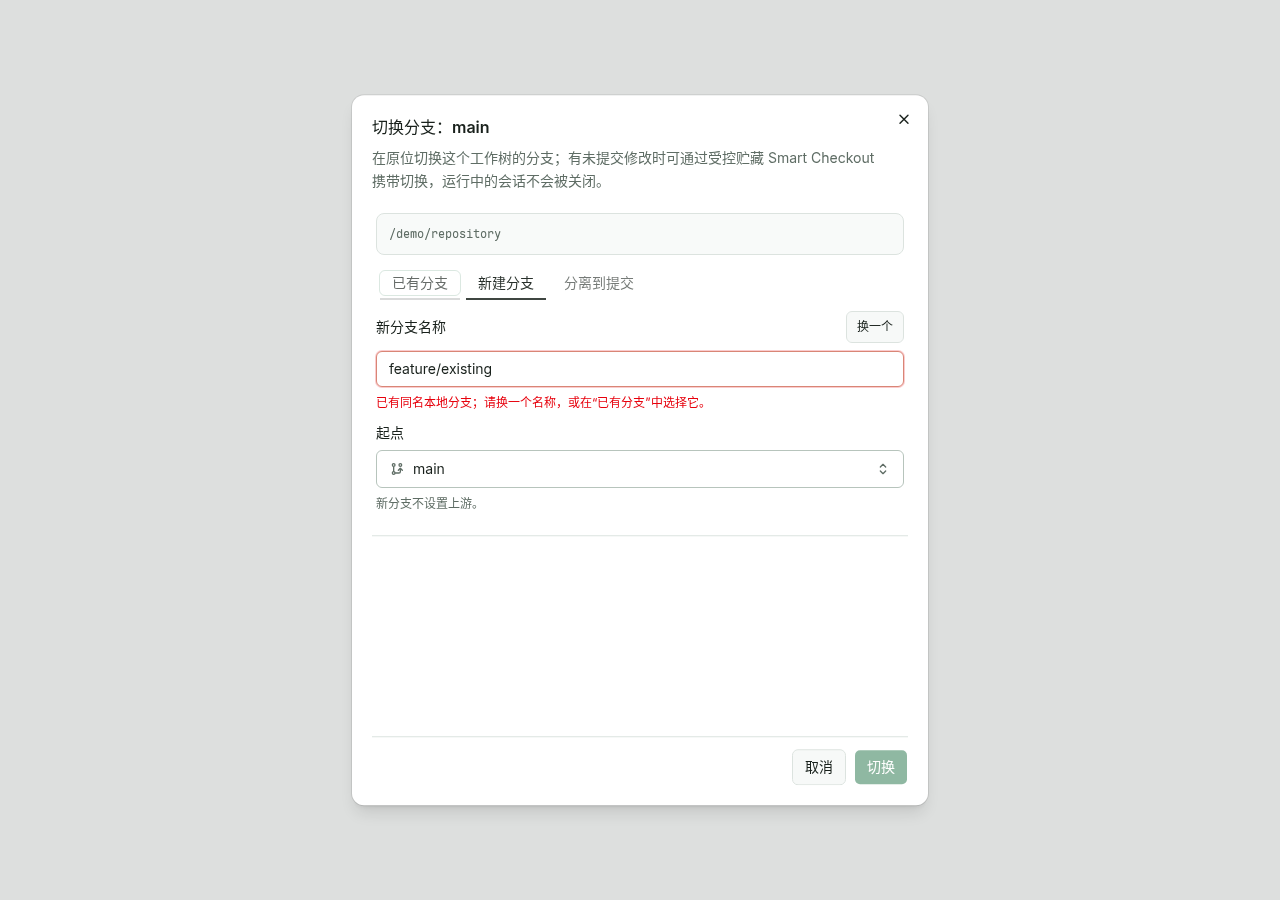 切换分支：main
在原位切换这个工作树的分支；有未提交修改时可通过受控贮藏 Smart Checkout
携带切换，运行中的会话不会被关闭。
/demo/repository
已有分支 新建分支 分离到提交
新分支名称 换一个
feature/existing
已有同名本地分支；请换一个名称，或在“已有分支”中选择它。
起点
main
新分支不设置上游。
取消 切换